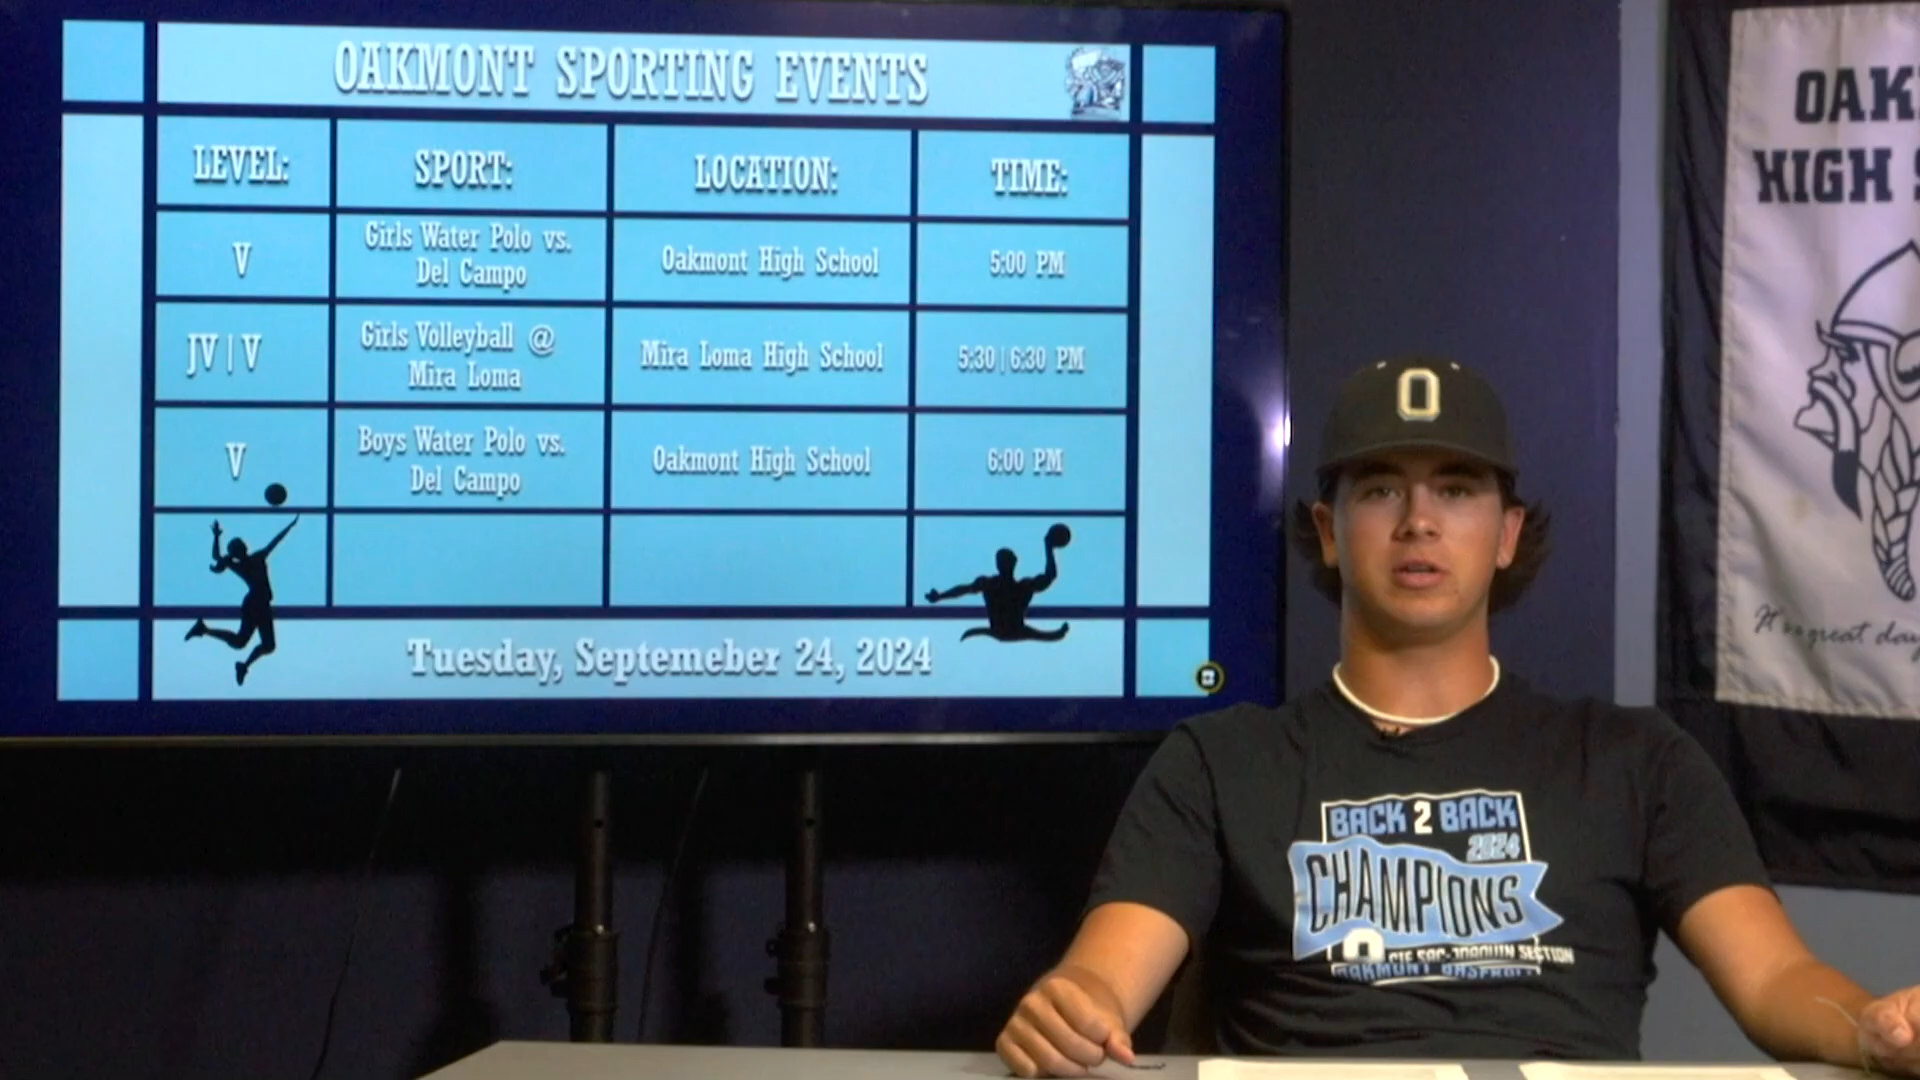 OAKMONT SPORTING EVENTS
LEVEL: SPORT: LOCATION: TIME:
V Girls Water Polo vs. Del Campo Oakmont High School 5:00 PM
JV | V Girls Volleyball @ Mira Loma Mira Loma High School 5:30 | 6:30 PM
V Boys Water Polo vs. Del Campo Oakmont High School 6:00 PM
Tuesday, Septemeber 24, 2024
OAK
HIGH S
It's a great day
O
BACK 2 BACK
2024
CHAMPIONS
CIF SAC-JOAQUIN SECTION
OAKMONT BASEBALL